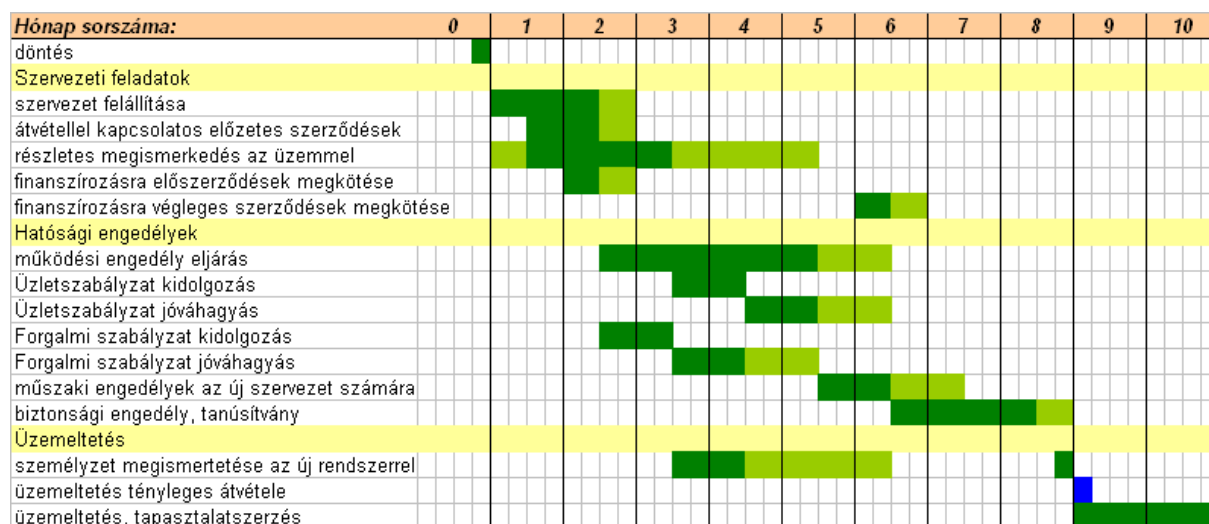 Hónap sorszáma: 0 1 2 3 4 5 6 7 8 9 10
döntés
Szervezeti feladatok
szervezet felállítása
átvétellel kapcsolatos előzetes szerződések
részletes megismerkedés az üzemmel
finanszírozásra előszerződések megkötése
finanszírozásra végleges szerződések megkötése
Hatósági engedélyek
működési engedély eljárás
Üzletszabályzat kidolgozás
Üzletszabályzat jóváhagyás
Forgalmi szabályzat kidolgozás
Forgalmi szabályzat jóváhagyás
műszaki engedélyek az új szervezet számára
biztonsági engedély, tanúsítvány
Üzemeltetés
személyzet megismertetése az új rendszerrel
üzemeltetés tényleges átvétele
üzemeltetés, tapasztalatszerzés